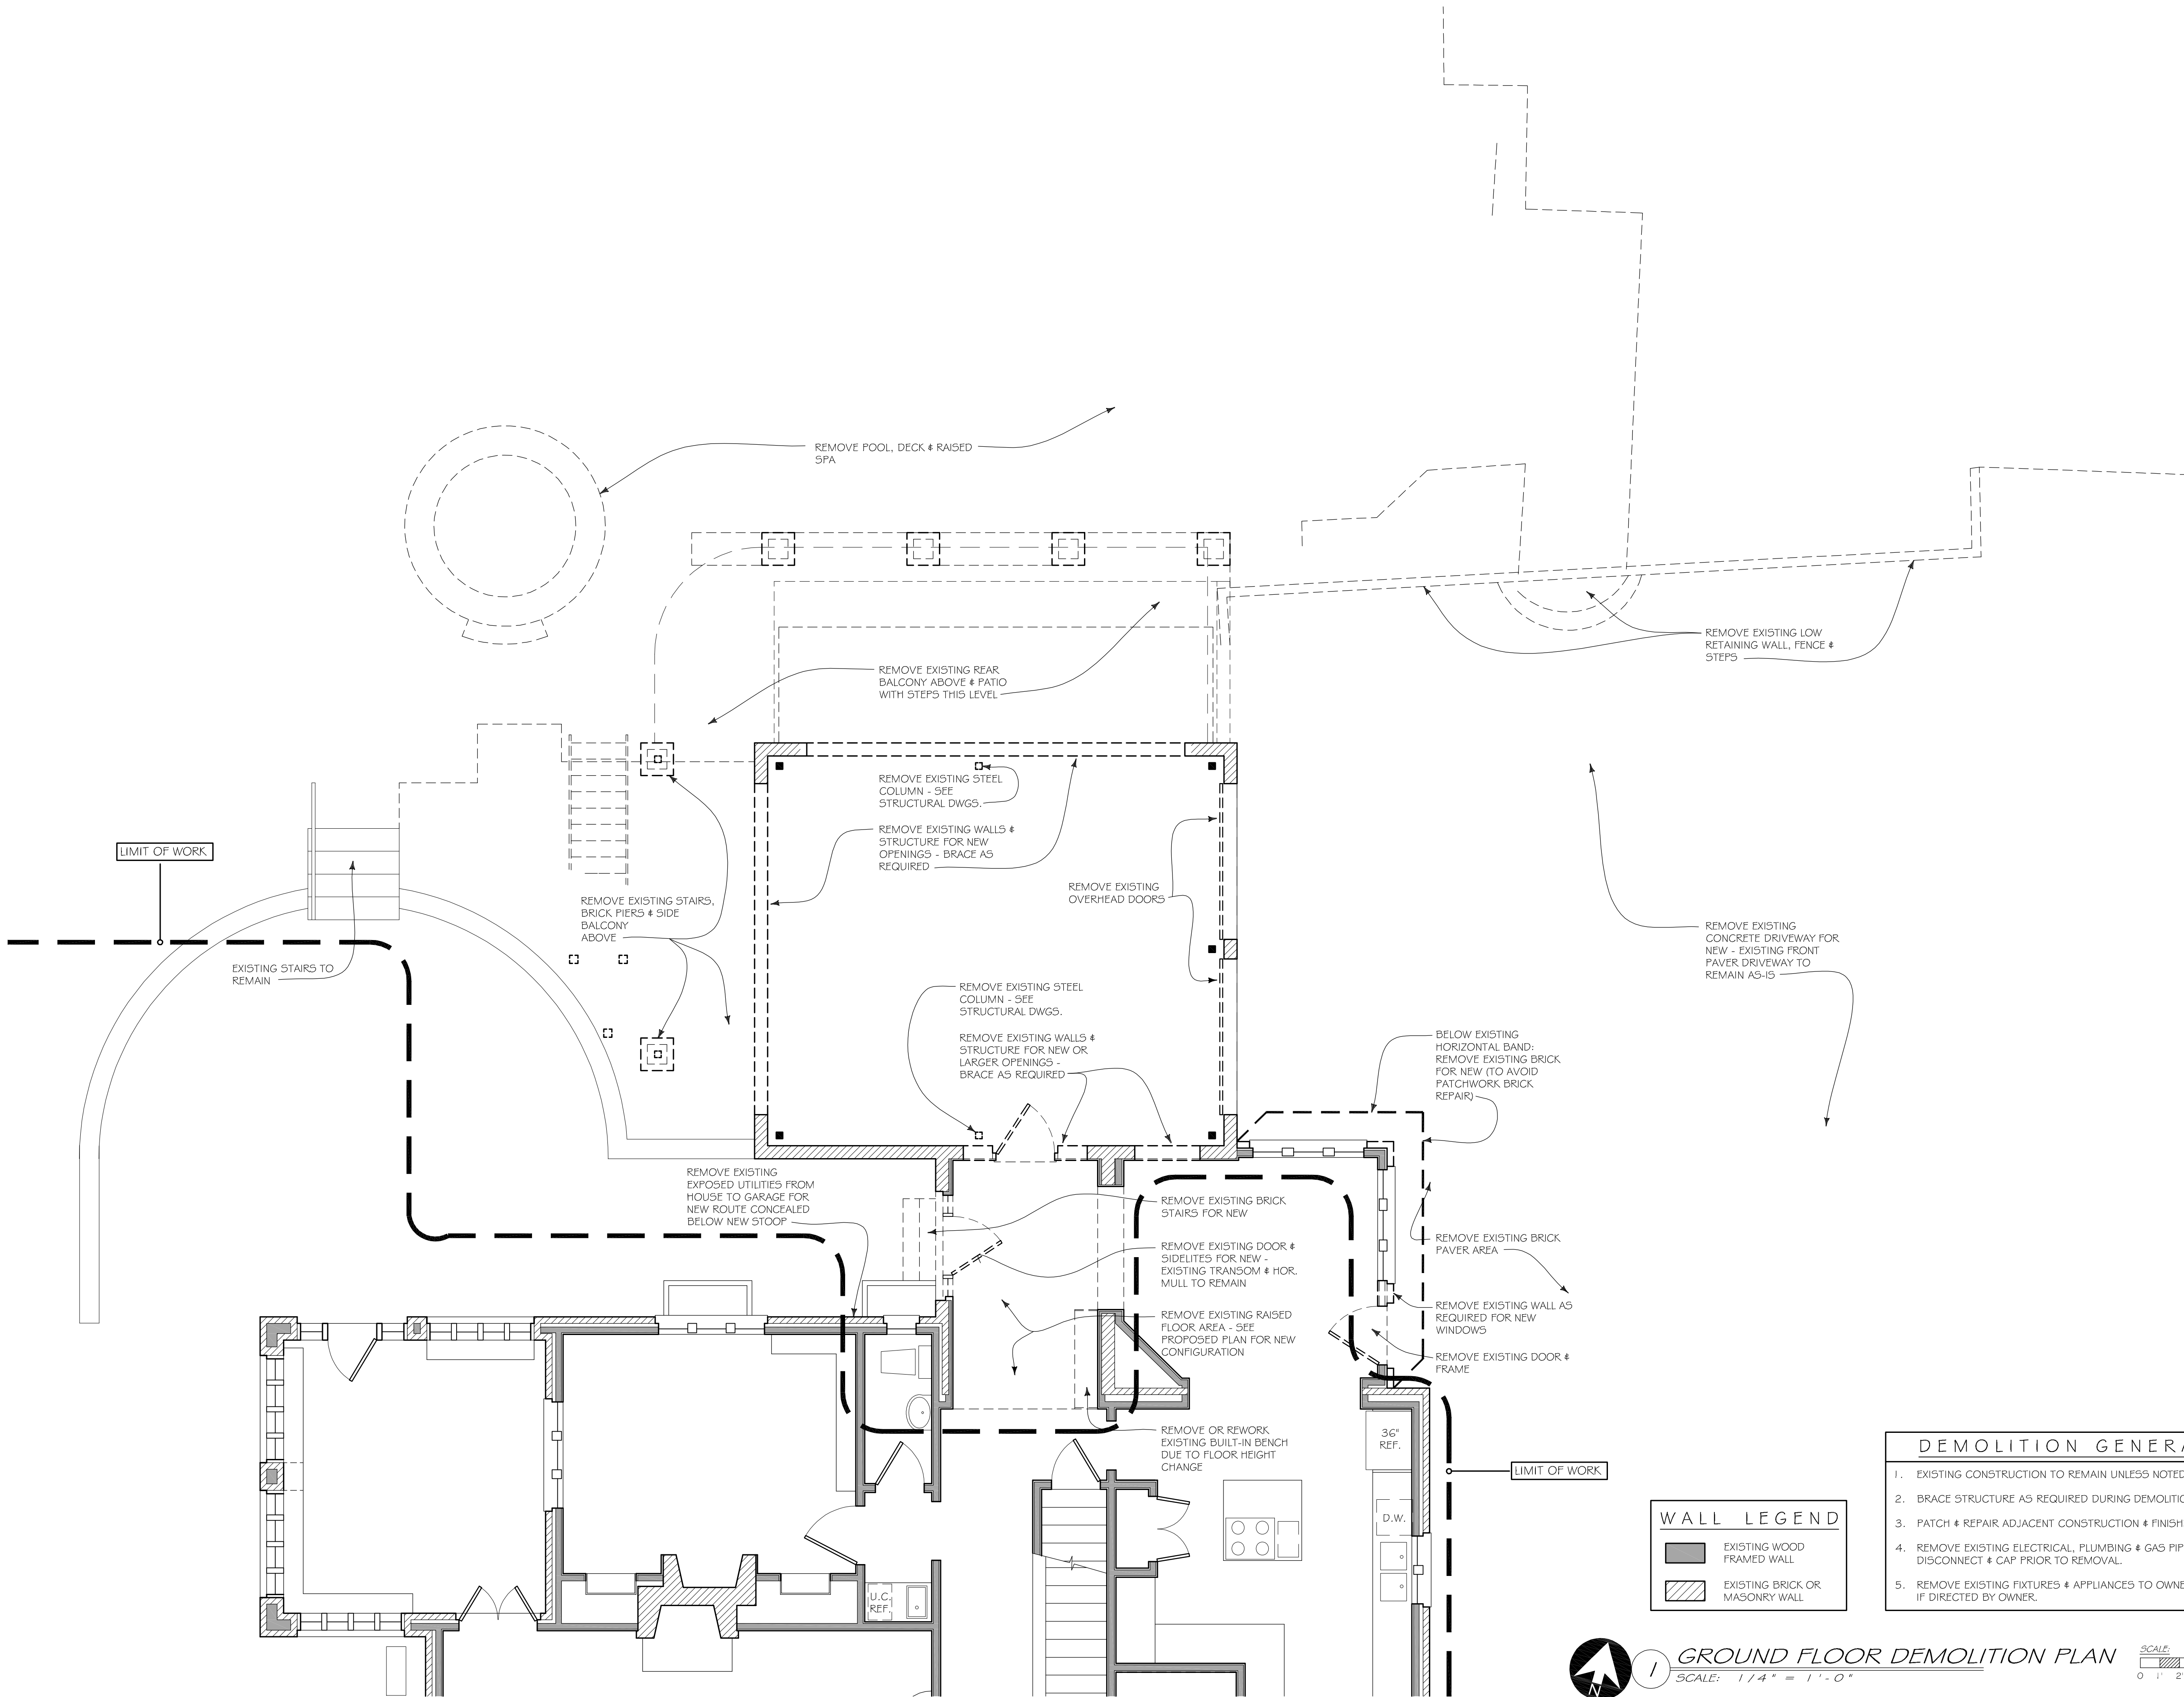 REMOVE POOL, DECK & RAISED
SPA
REMOVE EXISTING LOW
RETAINING WALL, FENCE &
STEPS
REMOVE EXISTING REAR
BALCONY ABOVE & PATIO
WITH STEPS THIS LEVEL
REMOVE EXISTING STEEL
COLUMN - SEE
STRUCTURAL DWGS.
REMOVE EXISTING WALLS &
STRUCTURE FOR NEW
OPENINGS - BRACE AS
REQUIRED
LIMIT OF WORK
REMOVE EXISTING
OVERHEAD DOORS
REMOVE EXISTING STAIRS,
BRICK PIERS & SIDE
BALCONY
ABOVE
REMOVE EXISTING
CONCRETE DRIVEWAY FOR
NEW - EXISTING FRONT
PAVER DRIVEWAY TO
REMAIN AS-IS
EXISTING STAIRS TO
REMAIN
REMOVE EXISTING STEEL
COLUMN - SEE
STRUCTURAL DWGS.
REMOVE EXISTING WALLS &
STRUCTURE FOR NEW OR
LARGER OPENINGS -
BRACE AS REQUIRED
BELOW EXISTING
HORIZONTAL BAND:
REMOVE EXISTING BRICK
FOR NEW (TO AVOID
PATCHWORK BRICK
REPAIR)
REMOVE EXISTING
EXPOSED UTILITIES FROM
HOUSE TO GARAGE FOR
NEW ROUTE CONCEALED
BELOW NEW STOOP
REMOVE EXISTING BRICK
STAIRS FOR NEW
REMOVE EXISTING DOOR &
SIDELITES FOR NEW -
EXISTING TRANSOM & HOR.
MULL TO REMAIN
REMOVE EXISTING BRICK
PAVER AREA
REMOVE EXISTING RAISED
FLOOR AREA - SEE
PROPOSED PLAN FOR NEW
CONFIGURATION
REMOVE EXISTING WALL AS
REQUIRED FOR NEW
WINDOWS
REMOVE EXISTING DOOR &
FRAME
REMOVE OR REWORK
EXISTING BUILT-IN BENCH
DUE TO FLOOR HEIGHT
CHANGE
36"
REF.
LIMIT OF WORK
D.W.
U.C.
REF
WALL LEGEND
EXISTING WOOD
FRAMED WALL
EXISTING BRICK OR
MASONRY WALL
DEMOLITION GENER
1. EXISTING CONSTRUCTION TO REMAIN UNLESS NOTED
2. BRACE STRUCTURE AS REQUIRED DURING DEMOLITI
3. PATCH & REPAIR ADJACENT CONSTRUCTION & FINISH
4. REMOVE EXISTING ELECTRICAL, PLUMBING & GAS PIP
DISCONNECT & CAP PRIOR TO REMOVAL.
5. REMOVE EXISTING FIXTURES & APPLIANCES TO OWNE
IF DIRECTED BY OWNER.
N
1
GROUND FLOOR DEMOLITION PLAN
SCALE: 1/4" = 1'-0"
SCALE:
0 1' 2'